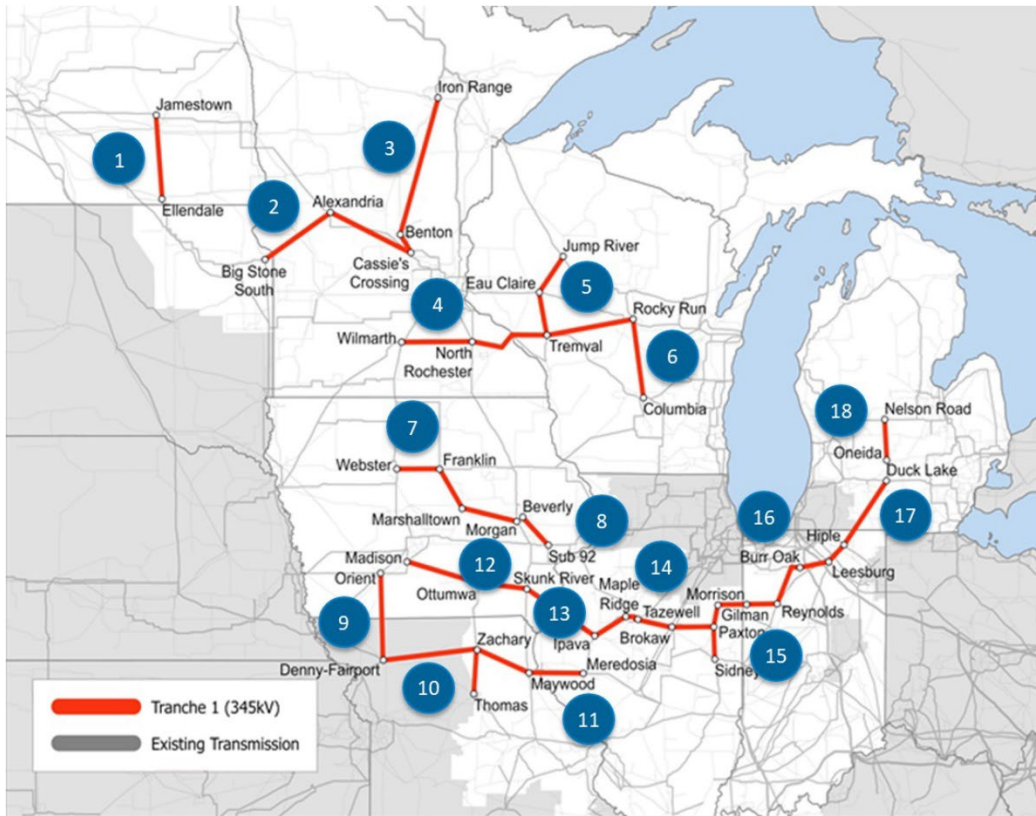 Iron Range
Jamestown
3
1
Ellendale
2
Alexandria
Benton
Big Stone
South
Cassie's
Crossing
Jump River
Eau Claire
5
4
Rocky Run
Wilmarth
North
Rochester
Tremval
6
Columbia
18
Nelson Road
Oneida
Duck Lake
7
Webster
Franklin
Marshalltown
Beverly
Morgan
8
Sub 92
16
17
Hiple
Burr Oak
Leesburg
Madison
Orient
12
Ottumwa
Skunk River
14
Maple
Ridge
Tazewell
Morrison
Gilman
Reynolds
13
Ipava
Brokaw
Paxton
Sidney
15
9
Zachary
Denny-Fairport
10
Thomas
Maywood
Meredosia
11
Tranche 1 (345kV)
Existing Transmission